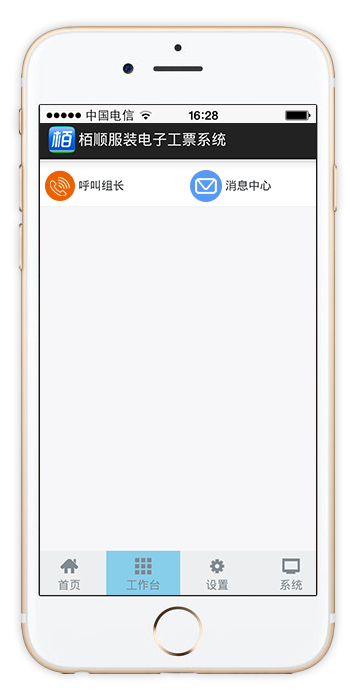 中国电信 16:28
栢 栢顺服装电子工票系统
呼叫组长 消息中心
首页 工作台 设置 系统